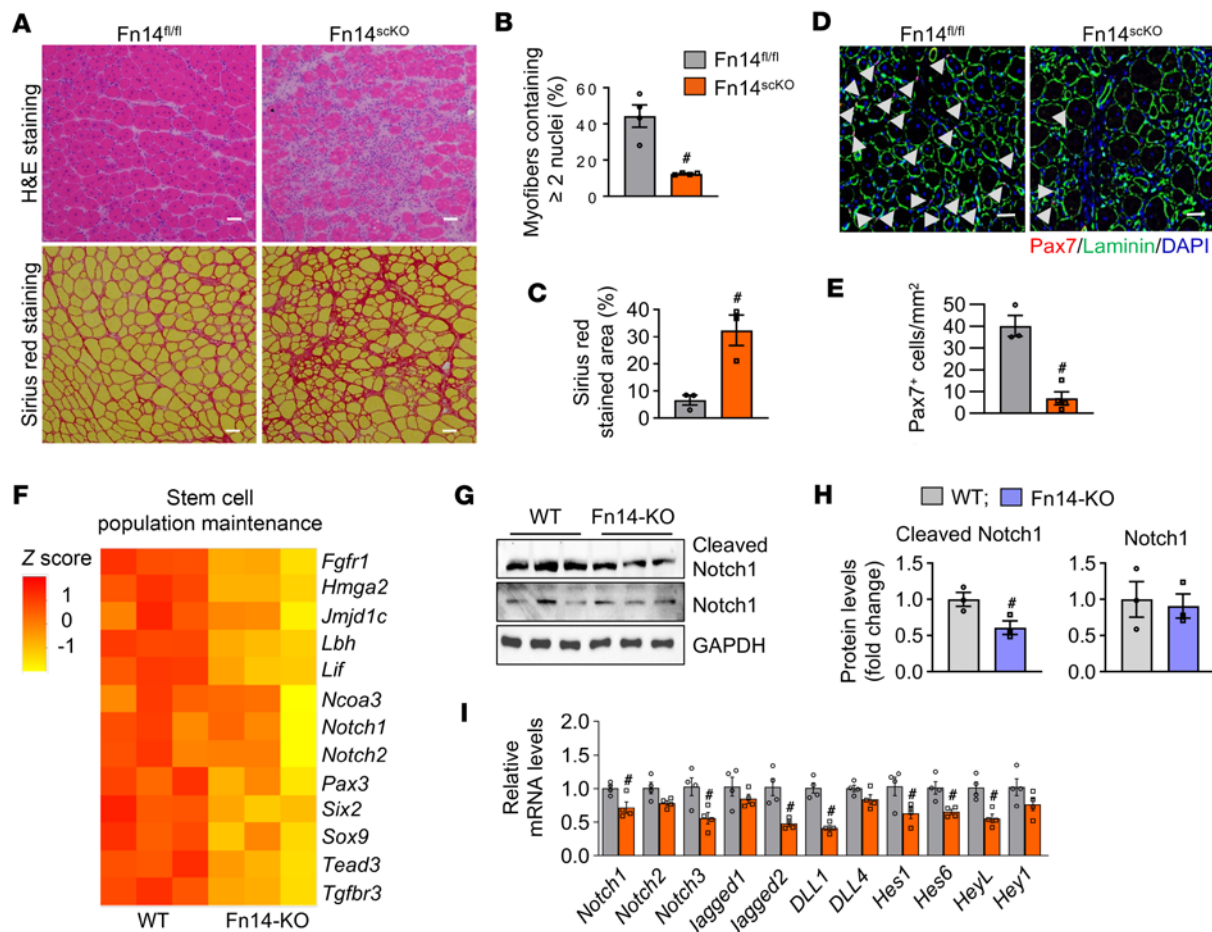 A
Fn14fl/fl
Fn14scKO
H&E staining
Sirius red staining
B
Myofibers containing
≥ 2 nuclei (%)
60
40
20
0
#
Fn14fl/fl
Fn14scKO
C
Sirius red
stained area (%)
40
30
20
10
0
#
D
Fn14fl/fl
Fn14scKO
Pax7/Laminin/DAPI
E
Pax7+ cells/mm2
50
40
30
20
10
0
#
F
Stem cell
population maintenance
Z score
1
0
-1
Fgfr1
Hmga2
Jmjd1c
Lbh
Lif
Ncoa3
Notch1
Notch2
Pax3
Six2
Sox9
Tead3
Tgfbr3
WT
Fn14-KO
G
WT
Fn14-KO
Cleaved
Notch1
Notch1
GAPDH
H
WT;
Fn14-KO
Cleaved Notch1
Notch1
Protein levels
(fold change)
1.5
1.0
0.5
0.0
#
1.5
1.0
0.5
0.0
I
Relative
mRNA levels
2.0
1.5
1.0
0.5
0.0
#
#
#
#
#
#
#
Notch1
Notch2
Notch3
Jagged1
Jagged2
DLL1
DLL4
Hes1
Hes6
HeyL
Hey1